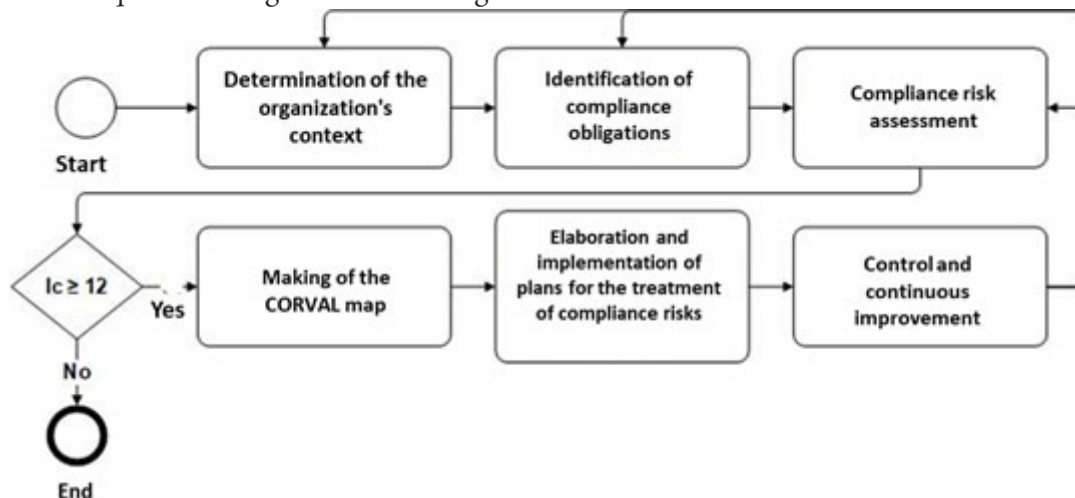 Determination of the
organization's
context
Identification of
compliance
obligations
Compliance risk
assessment
Start
Ic ≥ 12
Yes
Making of the
CORVAL map
Elaboration and
implementation of
plans for the treatment
of compliance risks
Control and
continuous
improvement
No
End